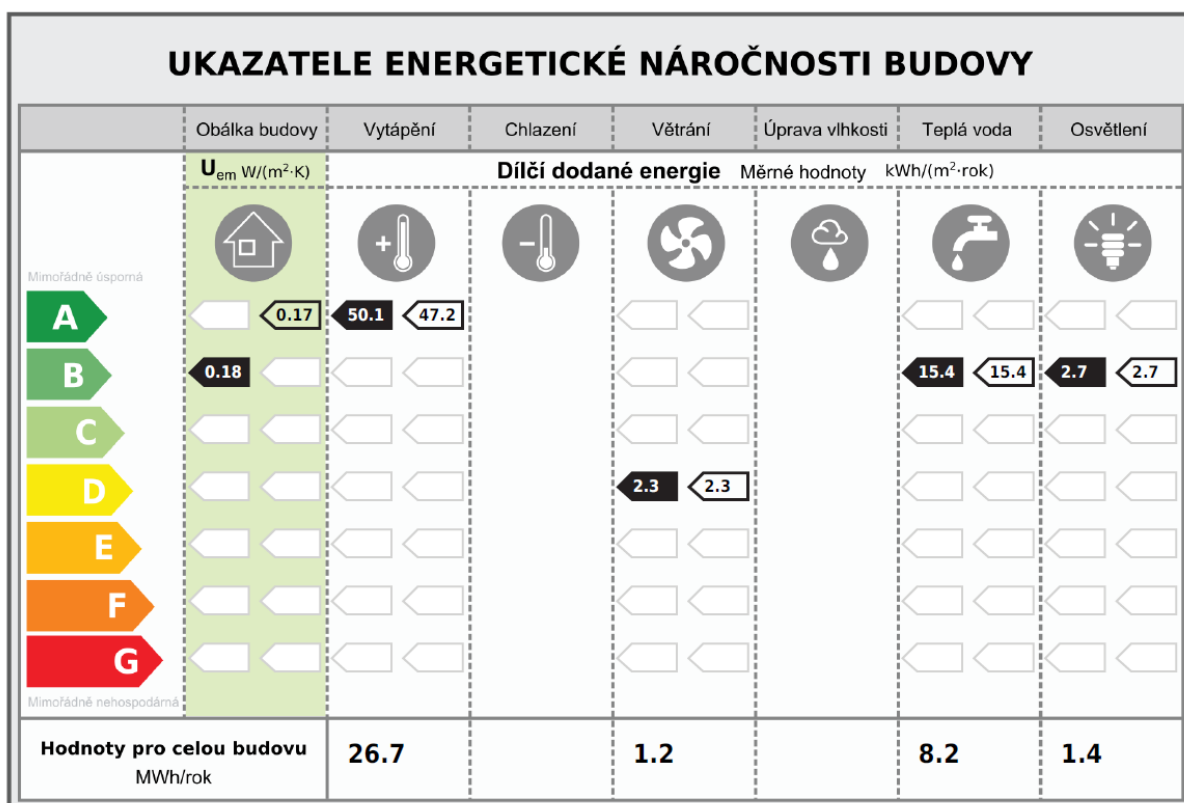 UKAZATELE ENERGETICKÉ NÁROČNOSTI BUDOVY
Obálka budovy Vytápění Chlazení Větrání Úprava vlhkosti Teplá voda Osvětlení
Uem W/(m²·K) Dílčí dodané energie Měrné hodnoty kWh/(m²·rok)
Mimořádně úsporná
A 0.17 50.1 47.2
B 0.18 15.4 15.4 2.7 2.7
C
D 2.3 2.3
E
F
G
Mimořádně nehospodárná
Hodnoty pro celou budovu 26.7 1.2 8.2 1.4
MWh/rok